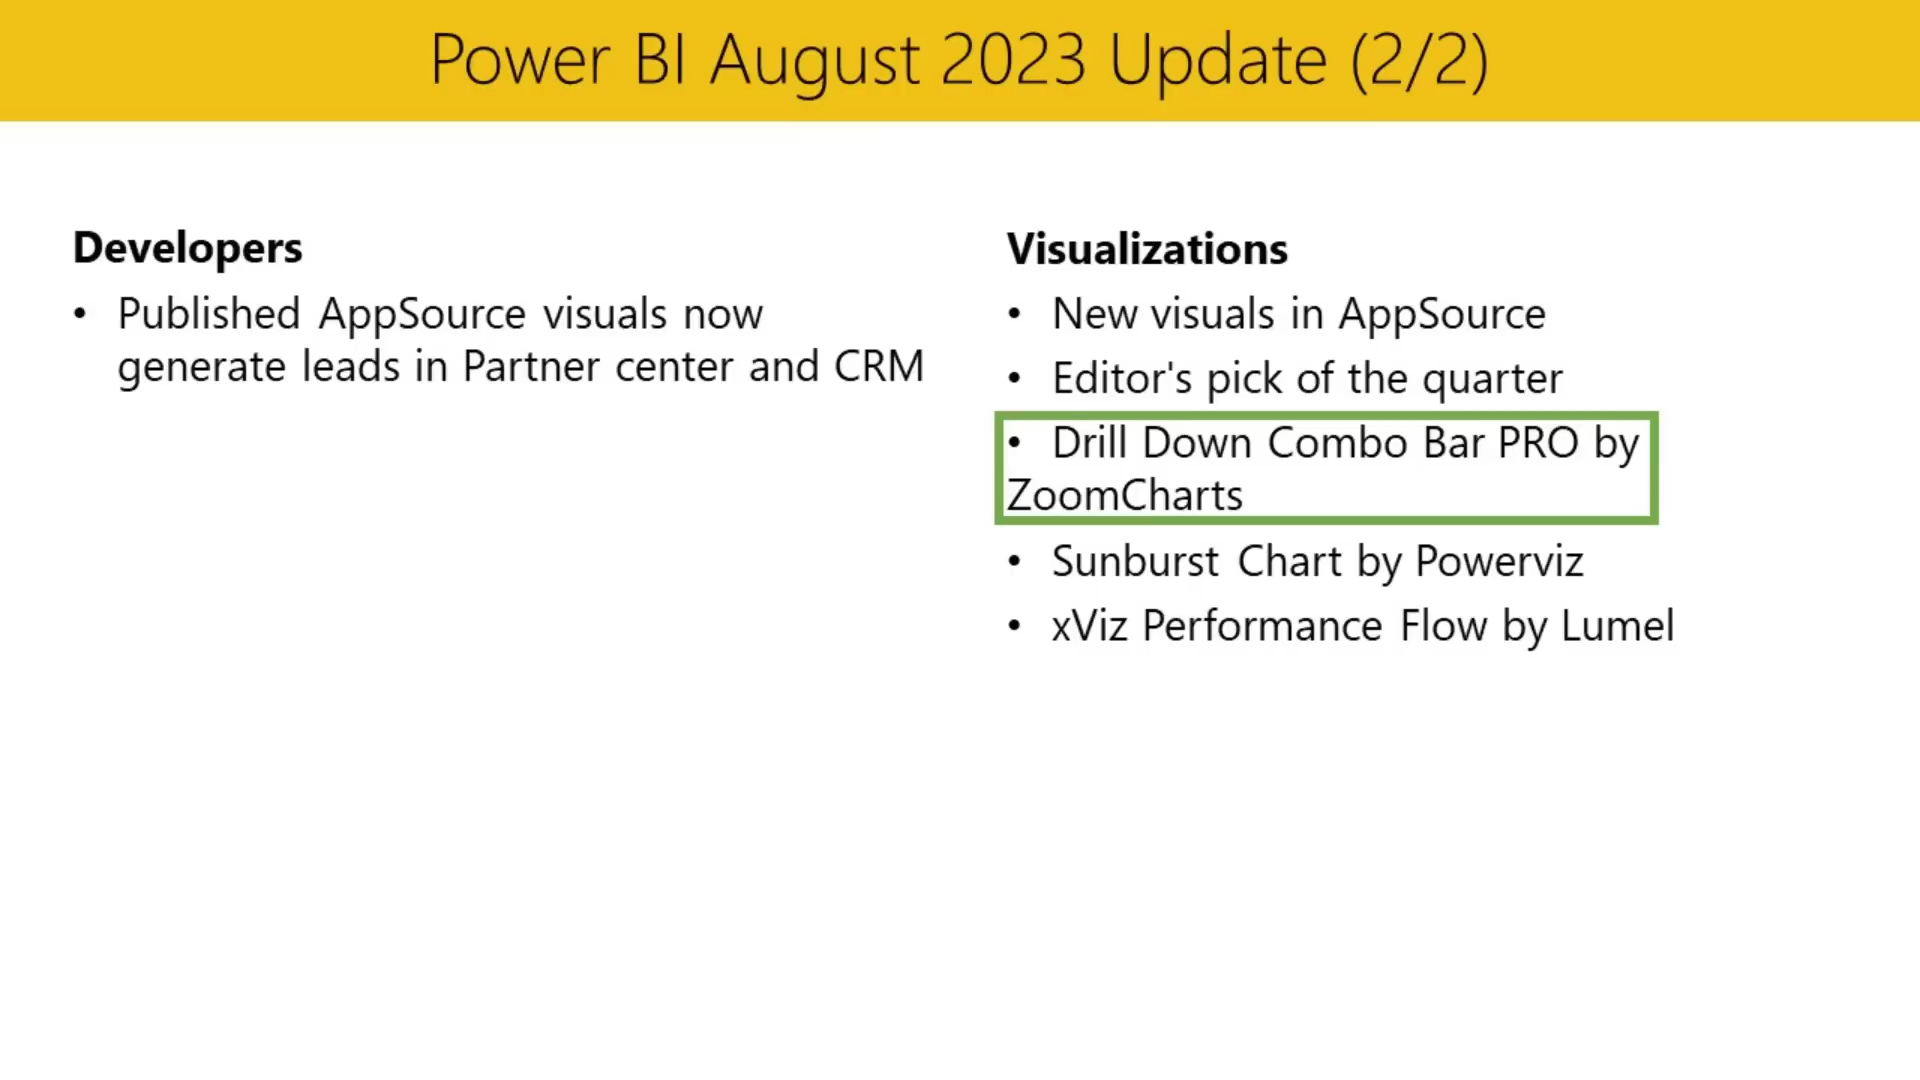 Power BI August 2023 Update (2/2)
Developers
• Published AppSource visuals now
generate leads in Partner center and CRM
Visualizations
• New visuals in AppSource
• Editor's pick of the quarter
• Drill Down Combo Bar PRO by
ZoomCharts
• Sunburst Chart by Powerviz
• xViz Performance Flow by Lumel